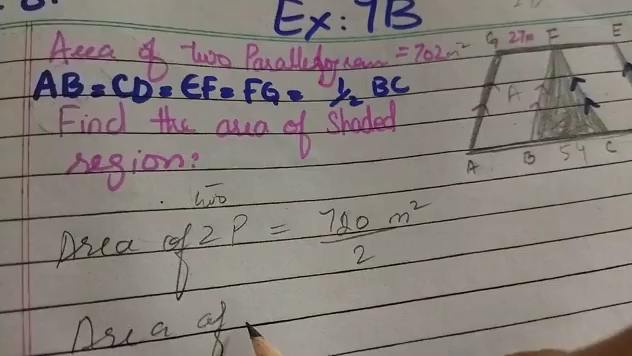 Ex: 7B
Area of two Parallelogram = 702m²
AB = CD = EF = FG = ½ BC
Find the area of Shaded
region:
G 27m F E
A
A B 54 C
two
Area of 2 P = 720 m² / 2
Area of